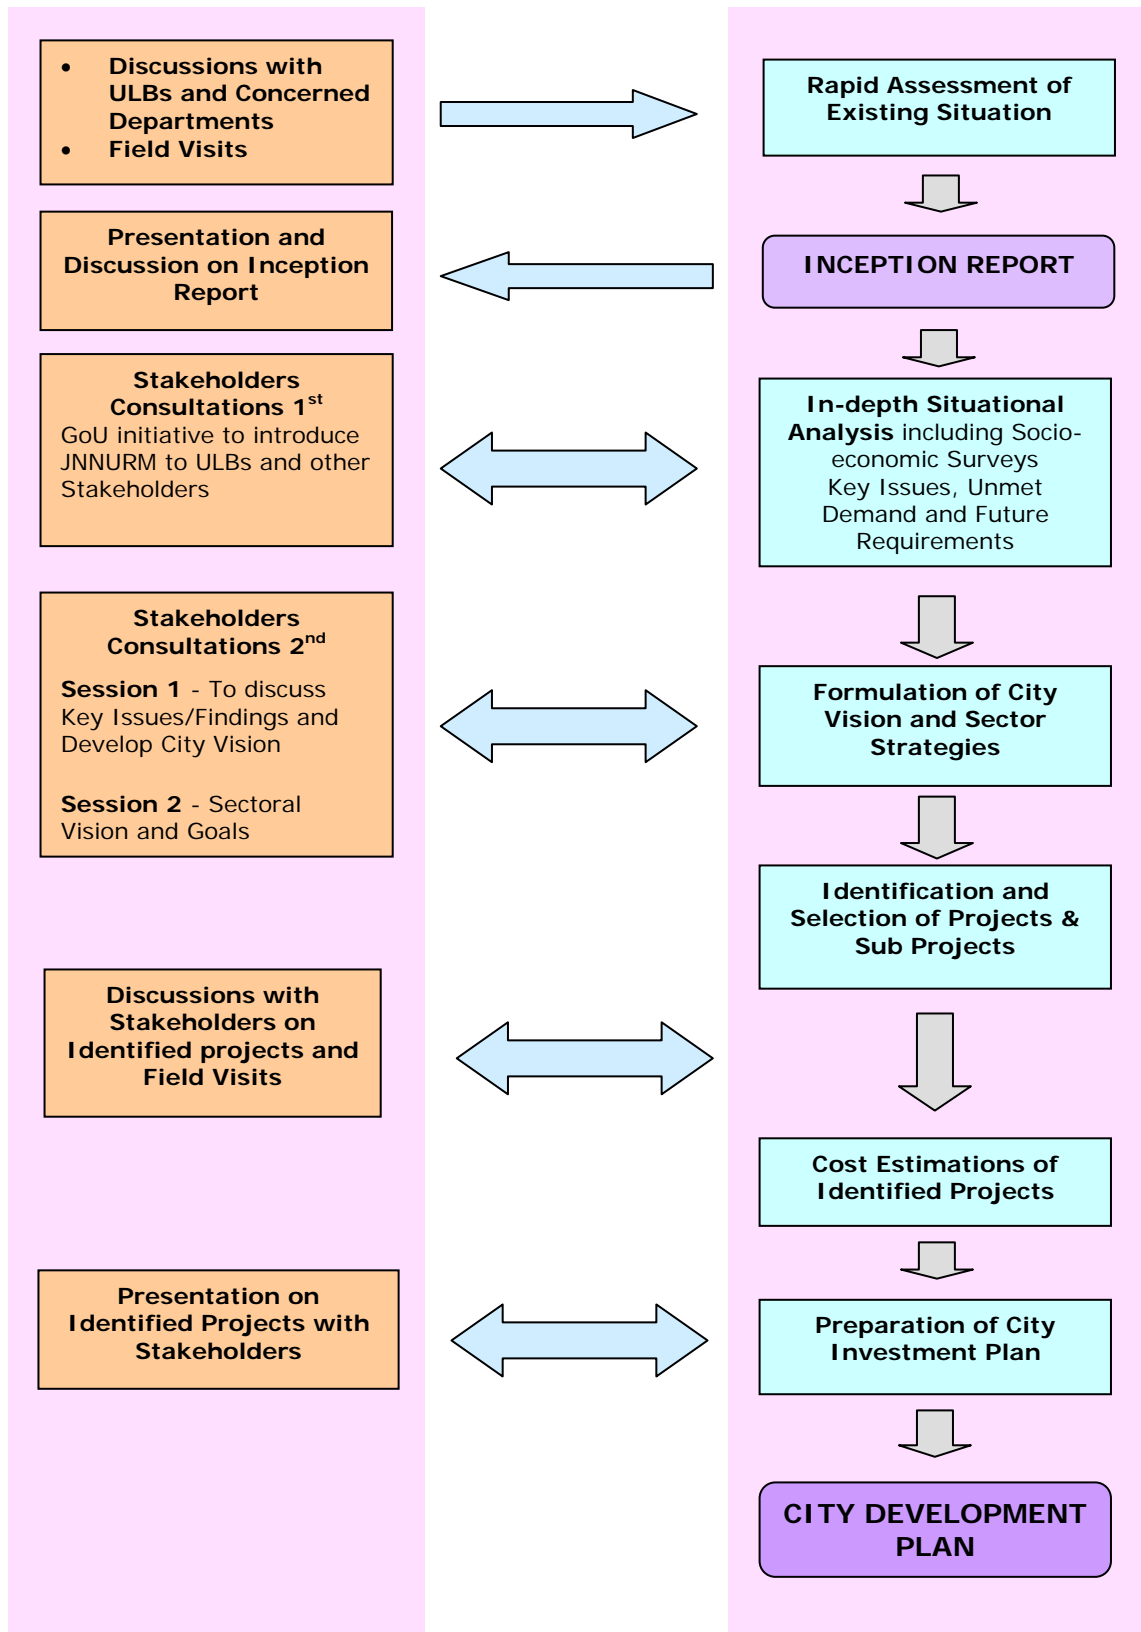 • Discussions with
ULBs and Concerned
Departments
• Field Visits
Rapid Assessment of
Existing Situation
Presentation and
Discussion on Inception
Report
INCEPTION REPORT
Stakeholders
Consultations 1st
GoU initiative to introduce
JNNURM to ULBs and other
Stakeholders
In-depth Situational
Analysis including Socio-
economic Surveys
Key Issues, Unmet
Demand and Future
Requirements
Stakeholders
Consultations 2nd
Session 1 - To discuss
Key Issues/Findings and
Develop City Vision
Session 2 - Sectoral
Vision and Goals
Formulation of City
Vision and Sector
Strategies
Identification and
Selection of Projects &
Sub Projects
Discussions with
Stakeholders on
Identified projects and
Field Visits
Cost Estimations of
Identified Projects
Presentation on
Identified Projects with
Stakeholders
Preparation of City
Investment Plan
CITY DEVELOPMENT
PLAN